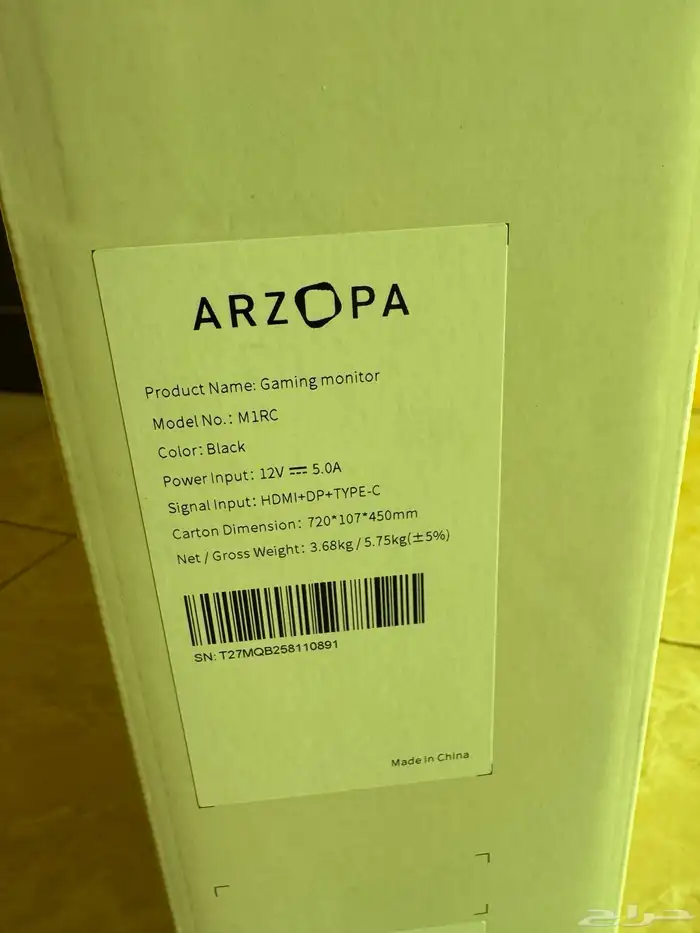 ARZOPA
Product Name: Gaming monitor
Model No.: M1RC
Color: Black
Power Input: 12V ⎓ 5.0A
Signal Input: HDMI+DP+TYPE-C
Carton Dimension: 720*107*450mm
Net / Gross Weight: 3.68kg / 5.75kg(±5%)
SN: T27MQB258110891
Made in China
حراج